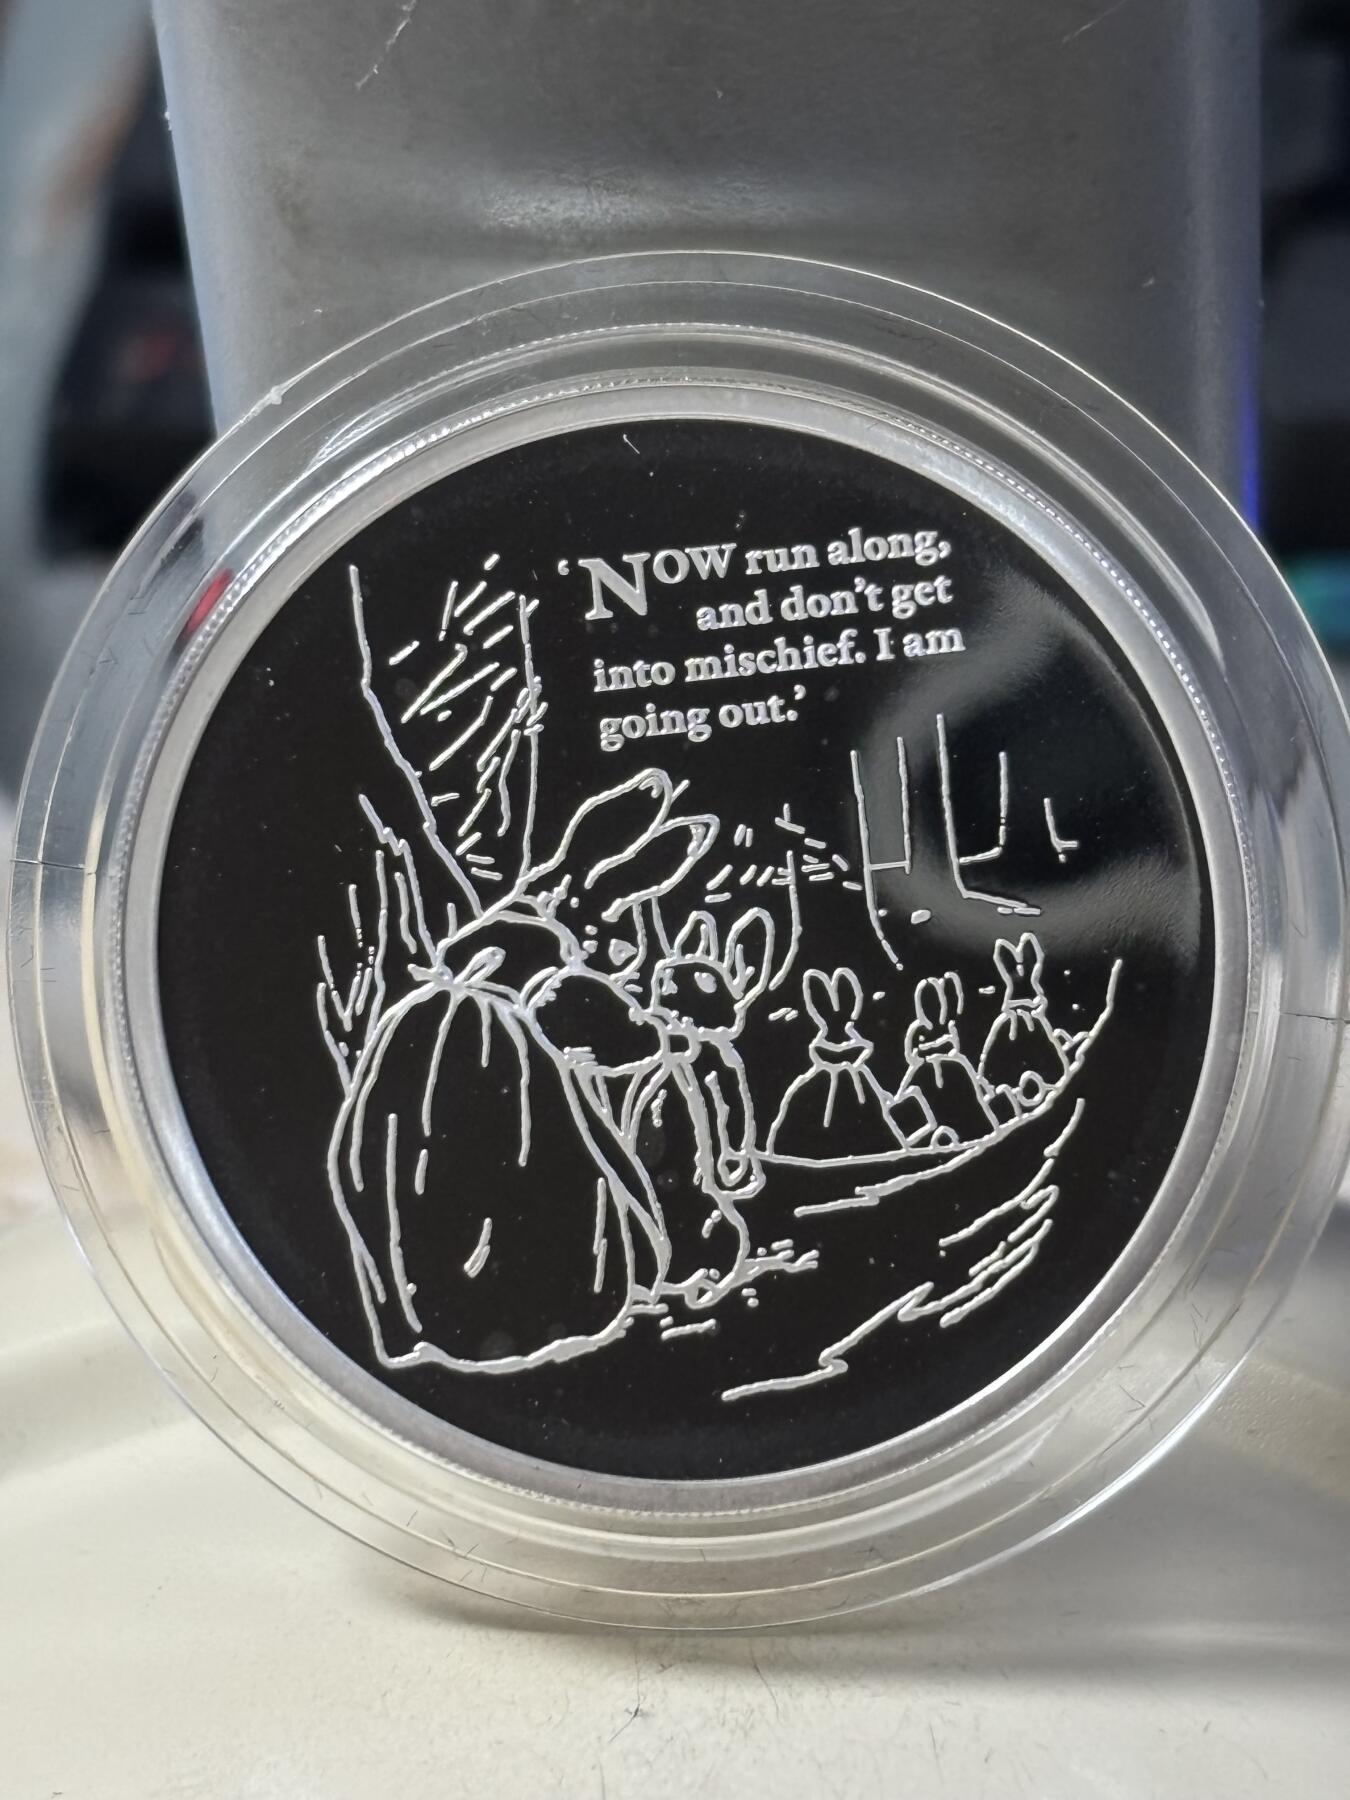 ‘NOW run along,
and don’t get
into mischief. I am
going out.’